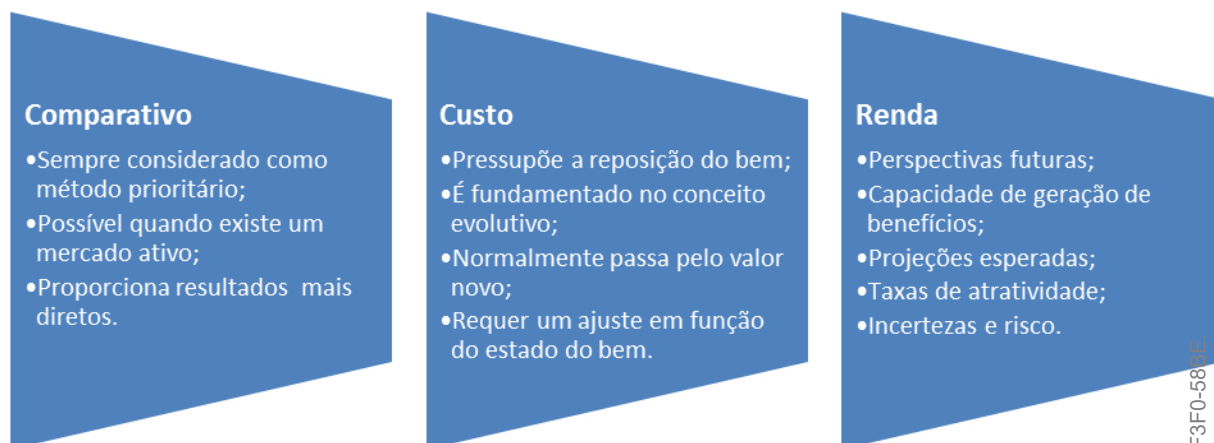 Comparativo
•Sempre considerado como
método prioritário;
•Possível quando existe um
mercado ativo;
•Proporciona resultados mais
diretos.
Custo
•Pressupõe a reposição do bem;
•É fundamentado no conceito
evolutivo;
•Normalmente passa pelo valor
novo;
•Requer um ajuste em função
do estado do bem.
Renda
•Perspectivas futuras;
•Capacidade de geração de
benefícios;
•Projeções esperadas;
•Taxas de atratividade;
•Incertezas e risco.